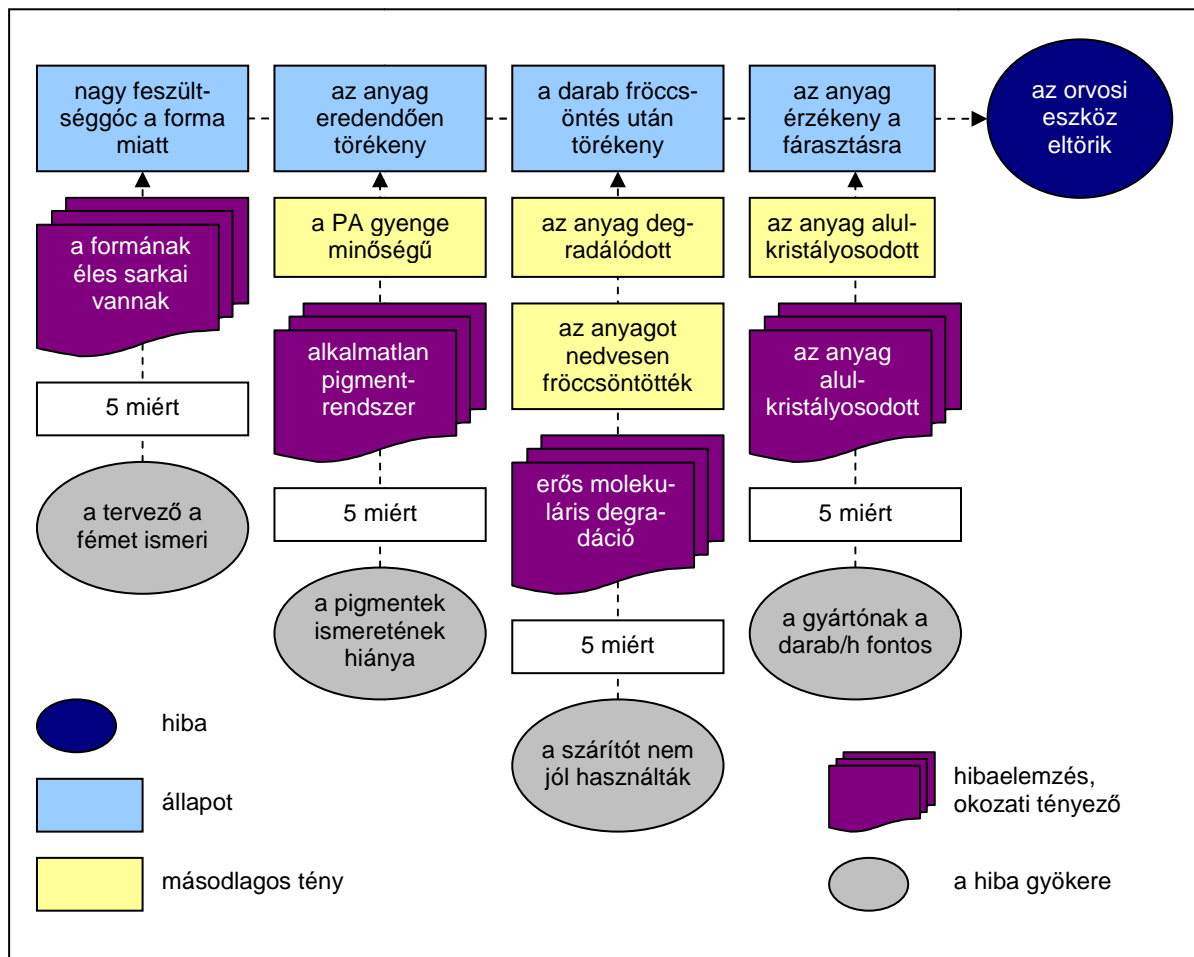 nagy feszült-
séggóc a forma
miatt
az anyag
eredendően
törékeny
a darab fröccs-
öntés után
törékeny
az anyag
érzékeny a
fárasztásra
az orvosi
eszköz
eltörik
a formának
éles sarkai
vannak
5 miért
a tervező a
fémet ismeri
a PA gyenge
minőségű
alkalmatlan
pigment-
rendszer
5 miért
a pigmentek
ismeretének
hiánya
az anyag deg-
radálódott
az anyagot
nedvesen
fröccsöntötték
erős moleku-
láris degra-
dáció
5 miért
a szárítót nem
jól használták
az anyag alul-
kristályosodott
az anyag
alul-
kristályosodott
5 miért
a gyártónak a
darab/h fontos
hiba
állapot
másodlagos tény
hibaelemzés,
okozati tényező
a hiba gyökere